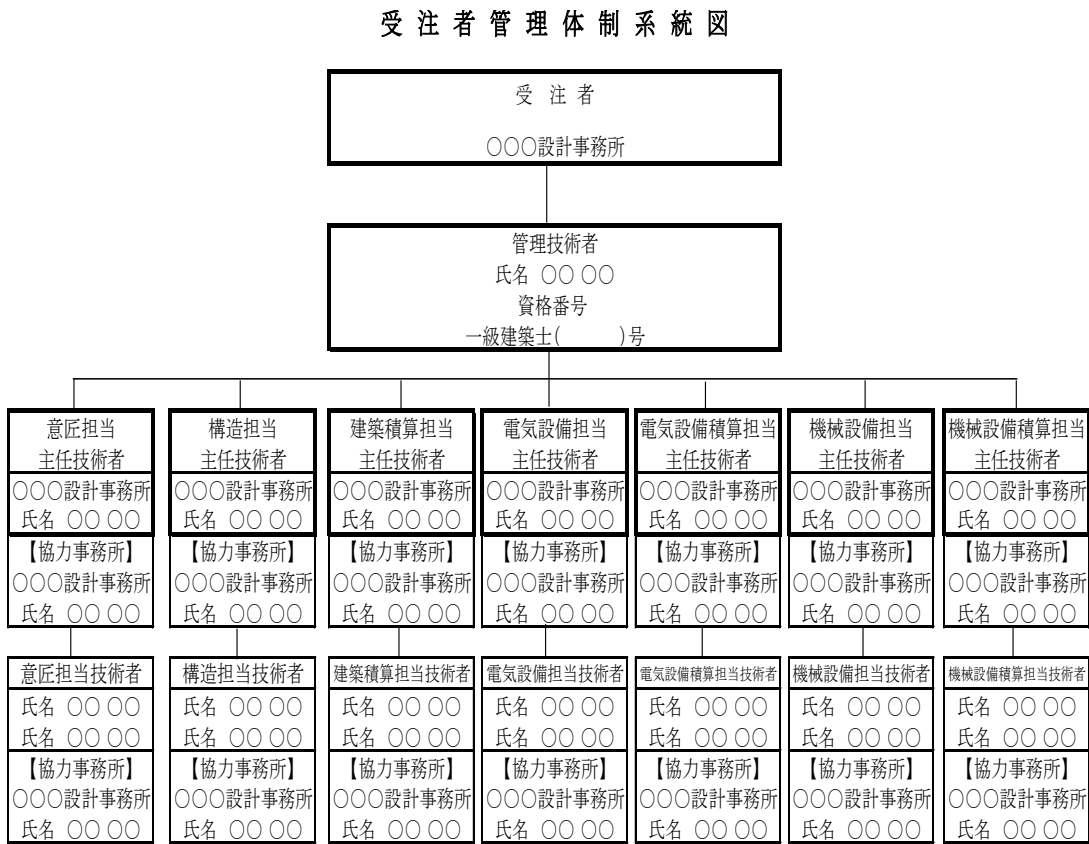 受注者管理体制系統図
受 注 者
○○○設計事務所
管理技術者
氏名 ○○ ○○
資格番号
一級建築士(　　　)号
意匠担当
主任技術者
○○○設計事務所
氏名 ○○ ○○
【協力事務所】
○○○設計事務所
氏名 ○○ ○○
構造担当
主任技術者
○○○設計事務所
氏名 ○○ ○○
【協力事務所】
○○○設計事務所
氏名 ○○ ○○
建築積算担当
主任技術者
○○○設計事務所
氏名 ○○ ○○
【協力事務所】
○○○設計事務所
氏名 ○○ ○○
電気設備担当
主任技術者
○○○設計事務所
氏名 ○○ ○○
【協力事務所】
○○○設計事務所
氏名 ○○ ○○
電気設備積算担当
主任技術者
○○○設計事務所
氏名 ○○ ○○
【協力事務所】
○○○設計事務所
氏名 ○○ ○○
機械設備担当
主任技術者
○○○設計事務所
氏名 ○○ ○○
【協力事務所】
○○○設計事務所
氏名 ○○ ○○
機械設備積算担当
主任技術者
○○○設計事務所
氏名 ○○ ○○
【協力事務所】
○○○設計事務所
氏名 ○○ ○○
意匠担当技術者
氏名 ○○ ○○
氏名 ○○ ○○
【協力事務所】
○○○設計事務所
氏名 ○○ ○○
構造担当技術者
氏名 ○○ ○○
氏名 ○○ ○○
【協力事務所】
○○○設計事務所
氏名 ○○ ○○
建築積算担当技術者
氏名 ○○ ○○
氏名 ○○ ○○
【協力事務所】
○○○設計事務所
氏名 ○○ ○○
電気設備担当技術者
氏名 ○○ ○○
氏名 ○○ ○○
【協力事務所】
○○○設計事務所
氏名 ○○ ○○
電気設備積算担当技術者
氏名 ○○ ○○
氏名 ○○ ○○
【協力事務所】
○○○設計事務所
氏名 ○○ ○○
機械設備担当技術者
氏名 ○○ ○○
氏名 ○○ ○○
【協力事務所】
○○○設計事務所
氏名 ○○ ○○
機械設備積算担当技術者
氏名 ○○ ○○
氏名 ○○ ○○
【協力事務所】
○○○設計事務所
氏名 ○○ ○○